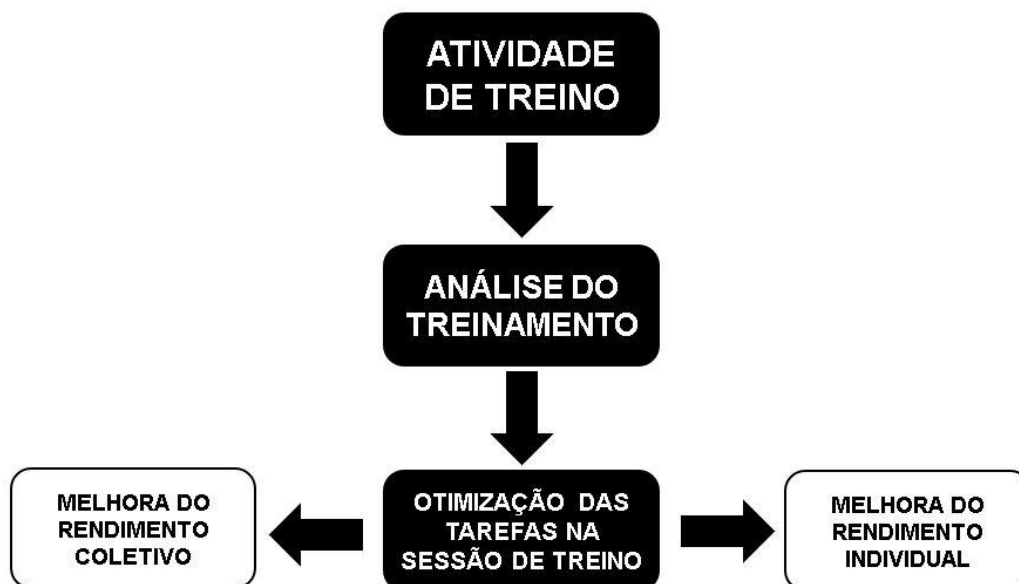 ATIVIDADE
DE TREINO
ANÁLISE DO
TREINAMENTO
OTIMIZAÇÃO DAS
TAREFAS NA
SESSÃO DE TREINO
MELHORA DO
RENDIMENTO
COLETIVO
MELHORA DO
RENDIMENTO
INDIVIDUAL